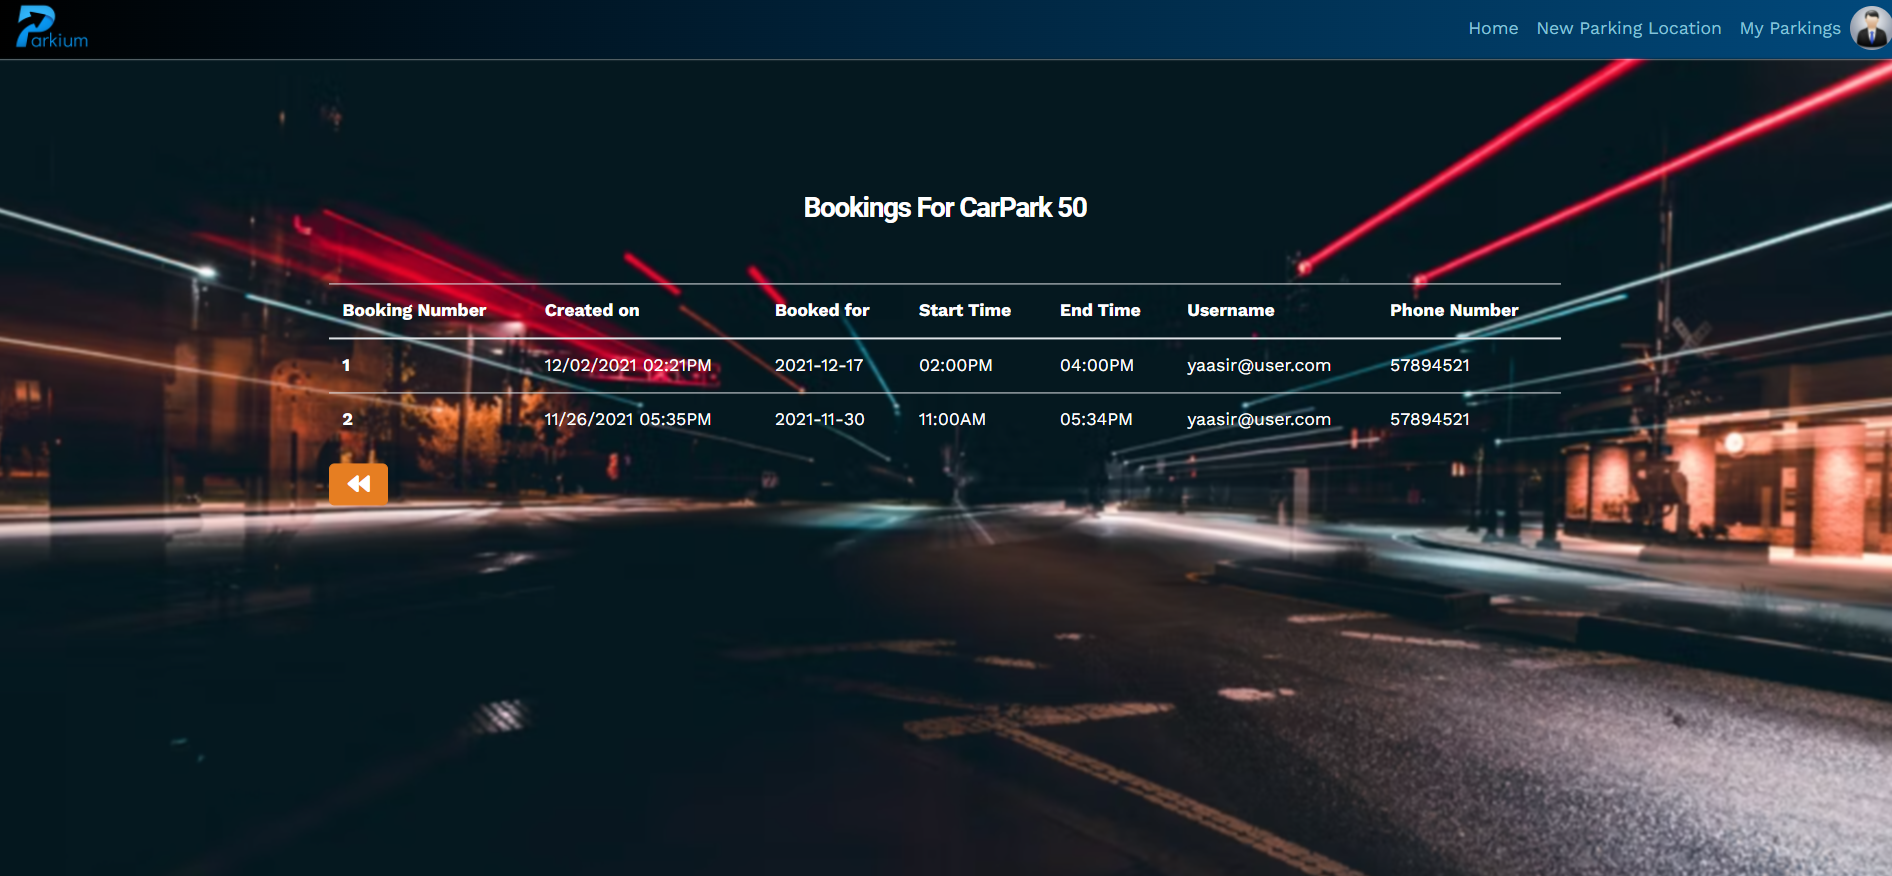 Parkium
Home New Parking Location My Parkings
Bookings For CarPark 50
Booking Number Created on Booked for Start Time End Time Username Phone Number
1 12/02/2021 02:21PM 2021-12-17 02:00PM 04:00PM yaasir@user.com 57894521
2 11/26/2021 05:35PM 2021-11-30 11:00AM 05:34PM yaasir@user.com 57894521